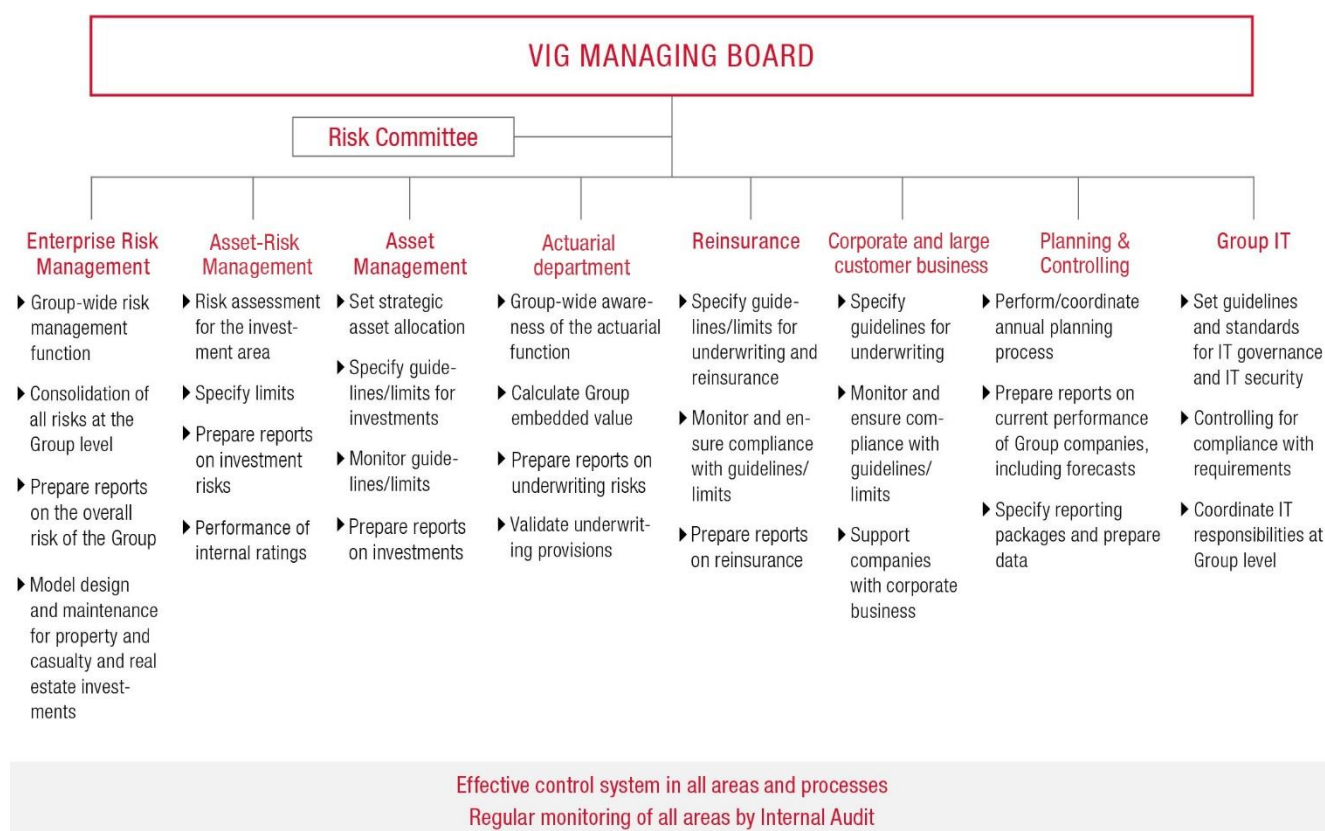 VIG MANAGING BOARD
Risk Committee
Enterprise Risk
Management
▶ Group-wide risk
management
function
▶ Consolidation of
all risks at the
Group level
▶ Prepare reports
on the overall
risk of the Group
▶ Model design
and maintenance
for property and
casualty and real
estate invest-
ments
Asset-Risk
Management
▶ Risk assessment
for the invest-
ment area
▶ Specify limits
▶ Prepare reports
on investment
risks
▶ Performance of
internal ratings
Asset
Management
▶ Set strategic
asset allocation
▶ Specify guide-
lines/limits for
investments
▶ Monitor guide-
lines/limits
▶ Prepare reports
on investments
Actuarial
department
▶ Group-wide aware-
ness of the actuarial
function
▶ Calculate Group
embedded value
▶ Prepare reports on
underwriting risks
▶ Validate underwrit-
ing provisions
Reinsurance
▶ Specify guide-
lines/limits for
underwriting and
reinsurance
▶ Monitor and en-
sure compliance
with guidelines/
limits
▶ Prepare reports
on reinsurance
Corporate and large
customer business
▶ Specify
guidelines for
underwriting
▶ Monitor and
ensure com-
pliance with
guidelines/
limits
▶ Support
companies
with corporate
business
Planning &
Controlling
▶ Perform/coordinate
annual planning
process
▶ Prepare reports on
current performance
of Group companies,
including forecasts
▶ Specify reporting
packages and prepare
data
Group IT
▶ Set guidelines
and standards
for IT governance
and IT security
▶ Controlling for
compliance with
requirements
▶ Coordinate IT
responsibilities at
Group level
Effective control system in all areas and processes
Regular monitoring of all areas by Internal Audit